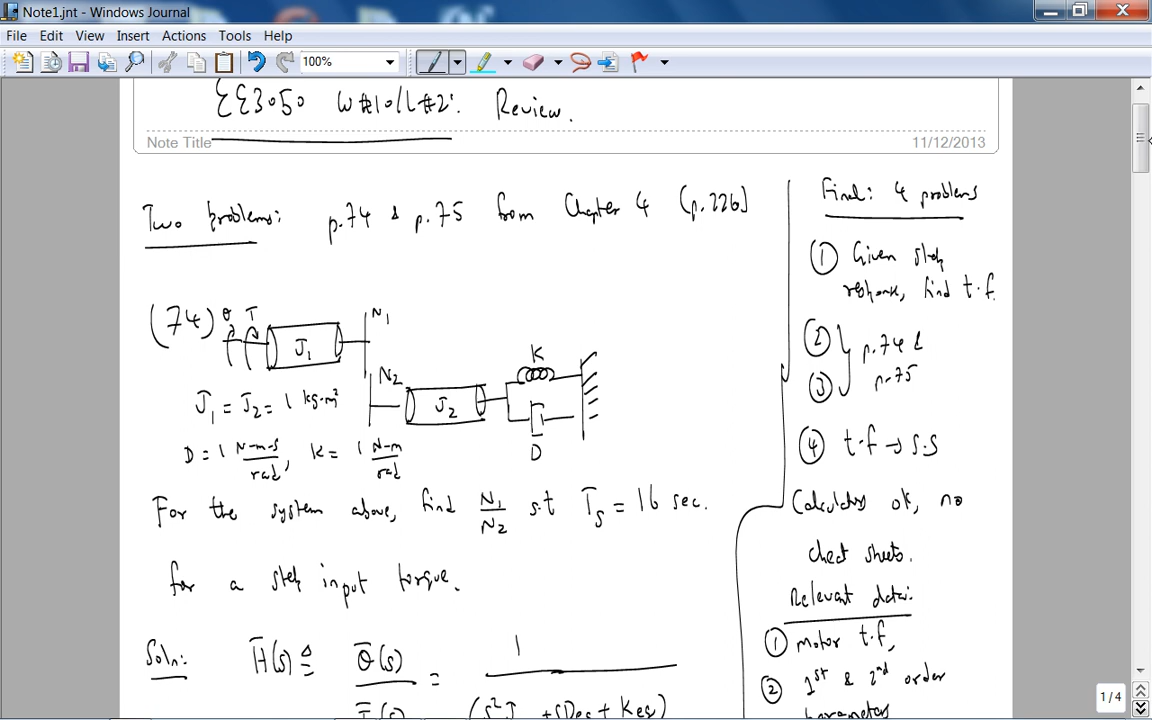 Note1.jnt - Windows Journal
File Edit View Insert Actions Tools Help
100%
EE3050 W#10/L#2: Review.
Note Title
11/12/2013
Two problems: p.74 & p.75 from Chapter 4 (p.226)
(74) θ T J₁ N₁
N₂ J₂ K D
J₁ = J₂ = 1 kg-m²
D = 1 N-m-s/rad, K = 1 N-m/rad
For the system above, find N₁/N₂ s.t Ts = 16 sec.
for a step input torque.
Soln: H̄(s) ≜ Θ̄(s)/T̄(s) = 1/(s²J +sDeq + Keq)
Final: 4 problems
① Given step
response, find t.f.
② p.74 &
③ p.75
④ t.f → s.s
Calculators ok, no
cheat sheets.
Relevant data:
① motor t.f,
② 1st & 2nd order
parameters
1 / 4